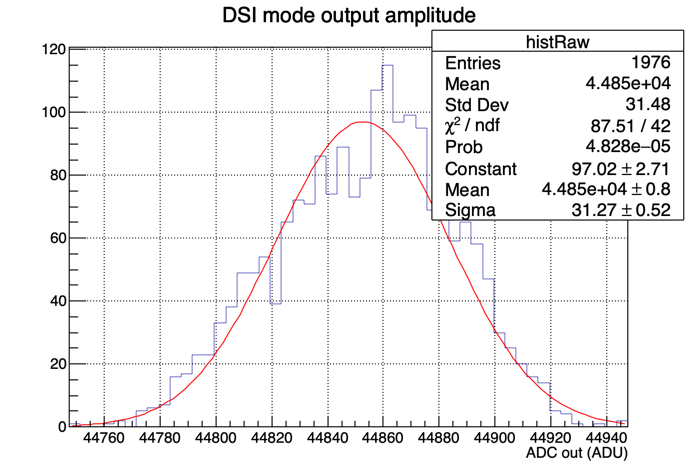 DSI mode output amplitude
histRaw
Entries 1976
Mean 4.485e+04
Std Dev 31.48
χ² / ndf 87.51 / 42
Prob 4.828e−05
Constant 97.02 ± 2.71
Mean 4.485e+04 ± 0.8
Sigma 31.27 ± 0.52
120
100
80
60
40
20
0
44760 44780 44800 44820 44840 44860 44880 44900 44920 44940
ADC out (ADU)